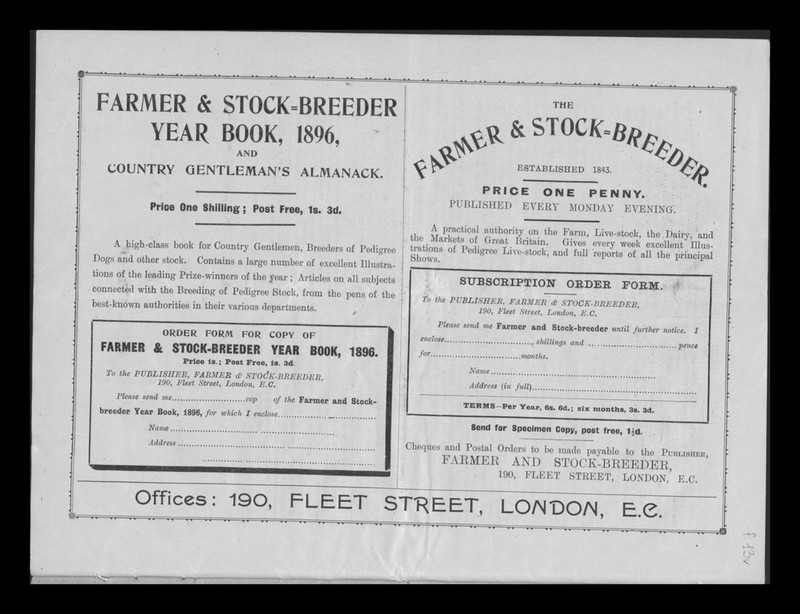 FARMER & STOCK=BREEDER
YEAR BOOK, 1896,
AND
COUNTRY GENTLEMAN'S ALMANACK.
Price One Shilling; Post Free, 1s. 3d.
A high-class book for Country Gentlemen, Breeders of Pedigree
Dogs and other stock. Contains a large number of excellent Illustra-
tions of the leading Prize-winners of the year; Articles on all subjects
connected with the Breeding of Pedigree Stock, from the pens of the
best-known authorities in their various departments.
ORDER FORM FOR COPY OF
FARMER & STOCK-BREEDER YEAR BOOK, 1896.
Price 1s.; Post Free, 1s. 3d.
To the PUBLISHER, FARMER & STOCK-BREEDER,
190, Fleet Street, London, E.C.
Please send me........................cop of the Farmer and Stock-
breeder Year Book, 1896, for which I enclose........................
Name........................
Address........................
........................
THE
FARMER & STOCK=BREEDER.
ESTABLISHED 1843.
PRICE ONE PENNY.
PUBLISHED EVERY MONDAY EVENING.
A practical authority on the Farm, Live-stock, the Dairy, and
the Markets of Great Britain. Gives every week excellent Illus-
trations of Pedigree Live-stock, and full reports of all the principal
Shows.
SUBSCRIPTION ORDER FORM.
To the PUBLISHER, FARMER & STOCK-BREEDER,
190, Fleet Street, London, E.C.
Please send me Farmer and Stock-breeder until further notice. I
enclose........................, shillings and ........................pence
for........................months.
Name........................
Address (in full)........................
TERMS—Per Year, 6s. 6d.; six months, 3s. 3d.
Send for Specimen Copy, post free, 1½d.
Cheques and Postal Orders to be made payable to the PUBLISHER,
FARMER AND STOCK-BREEDER,
190, FLEET STREET, LONDON, E.C.
Offices: 190, FLEET STREET, LONDON, E.C.